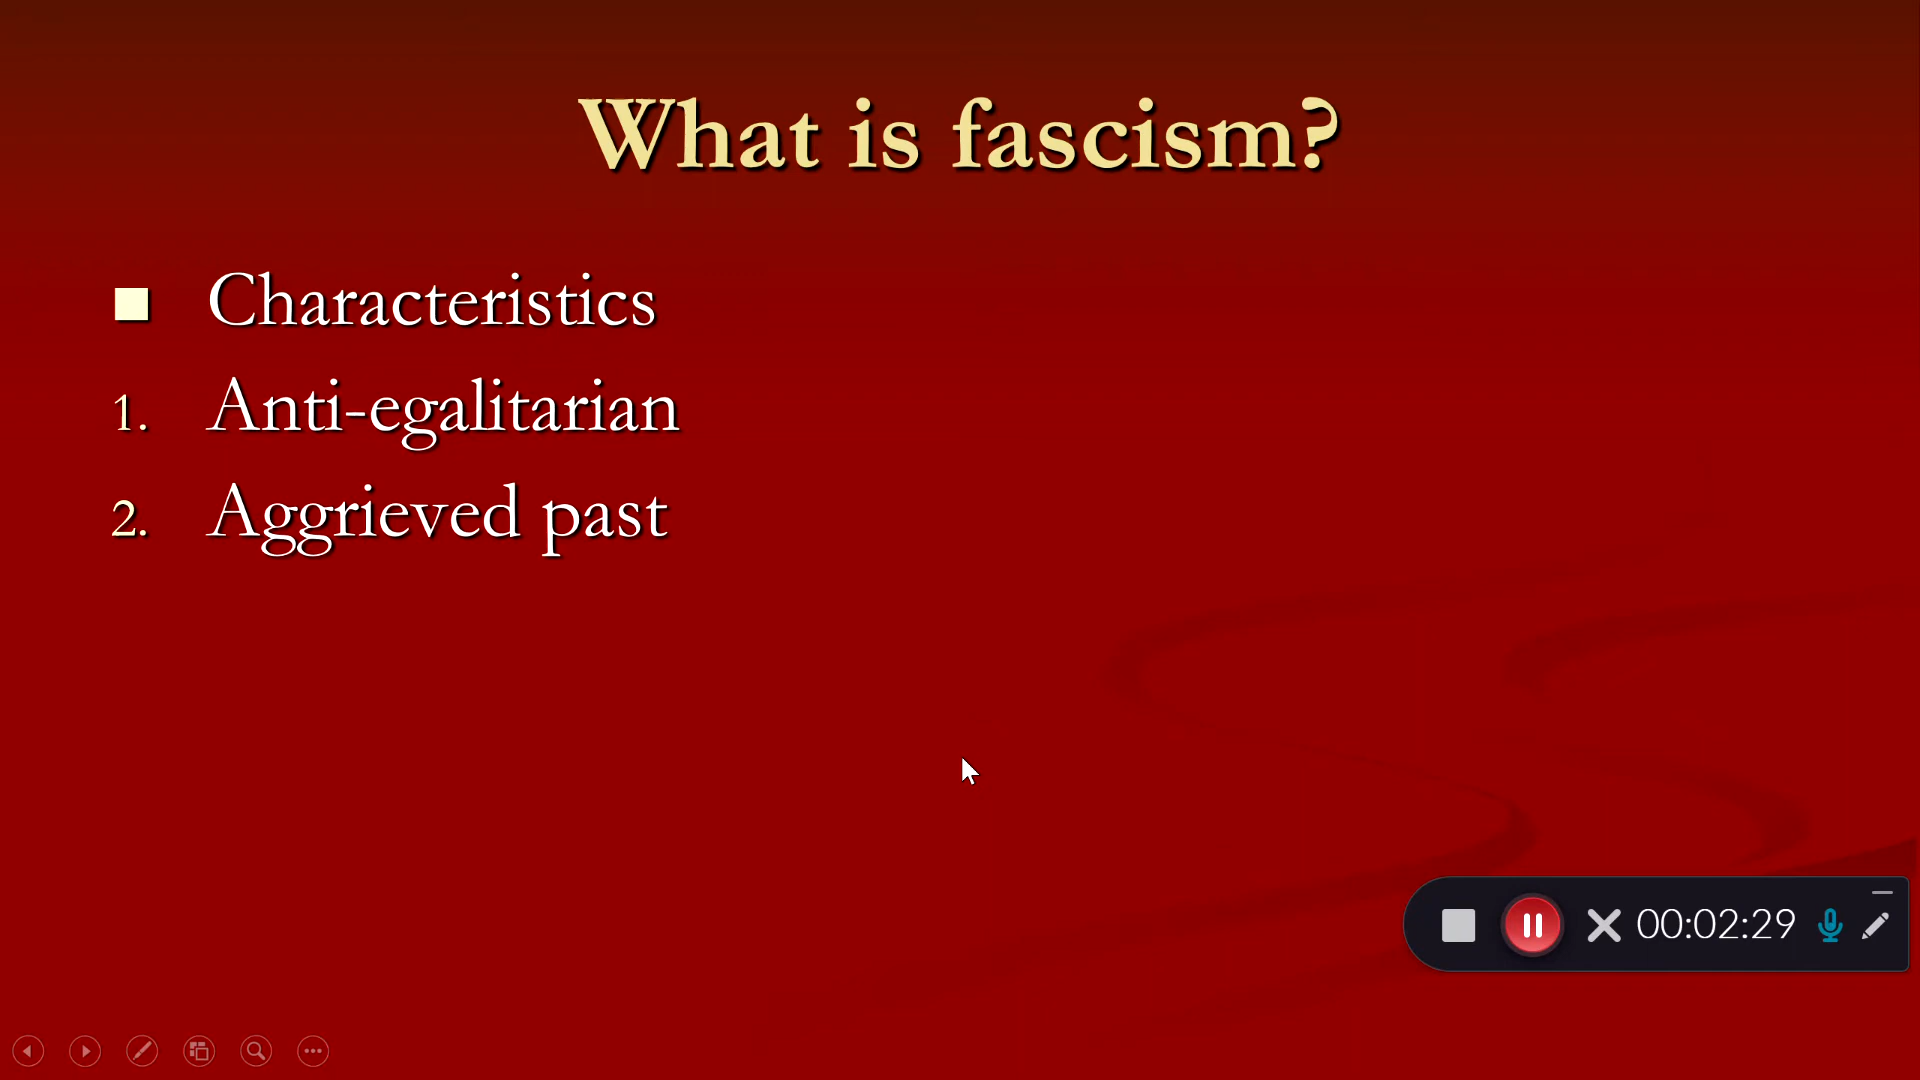 What is fascism?
Characteristics
1. Anti-egalitarian
2. Aggrieved past
00:02:29